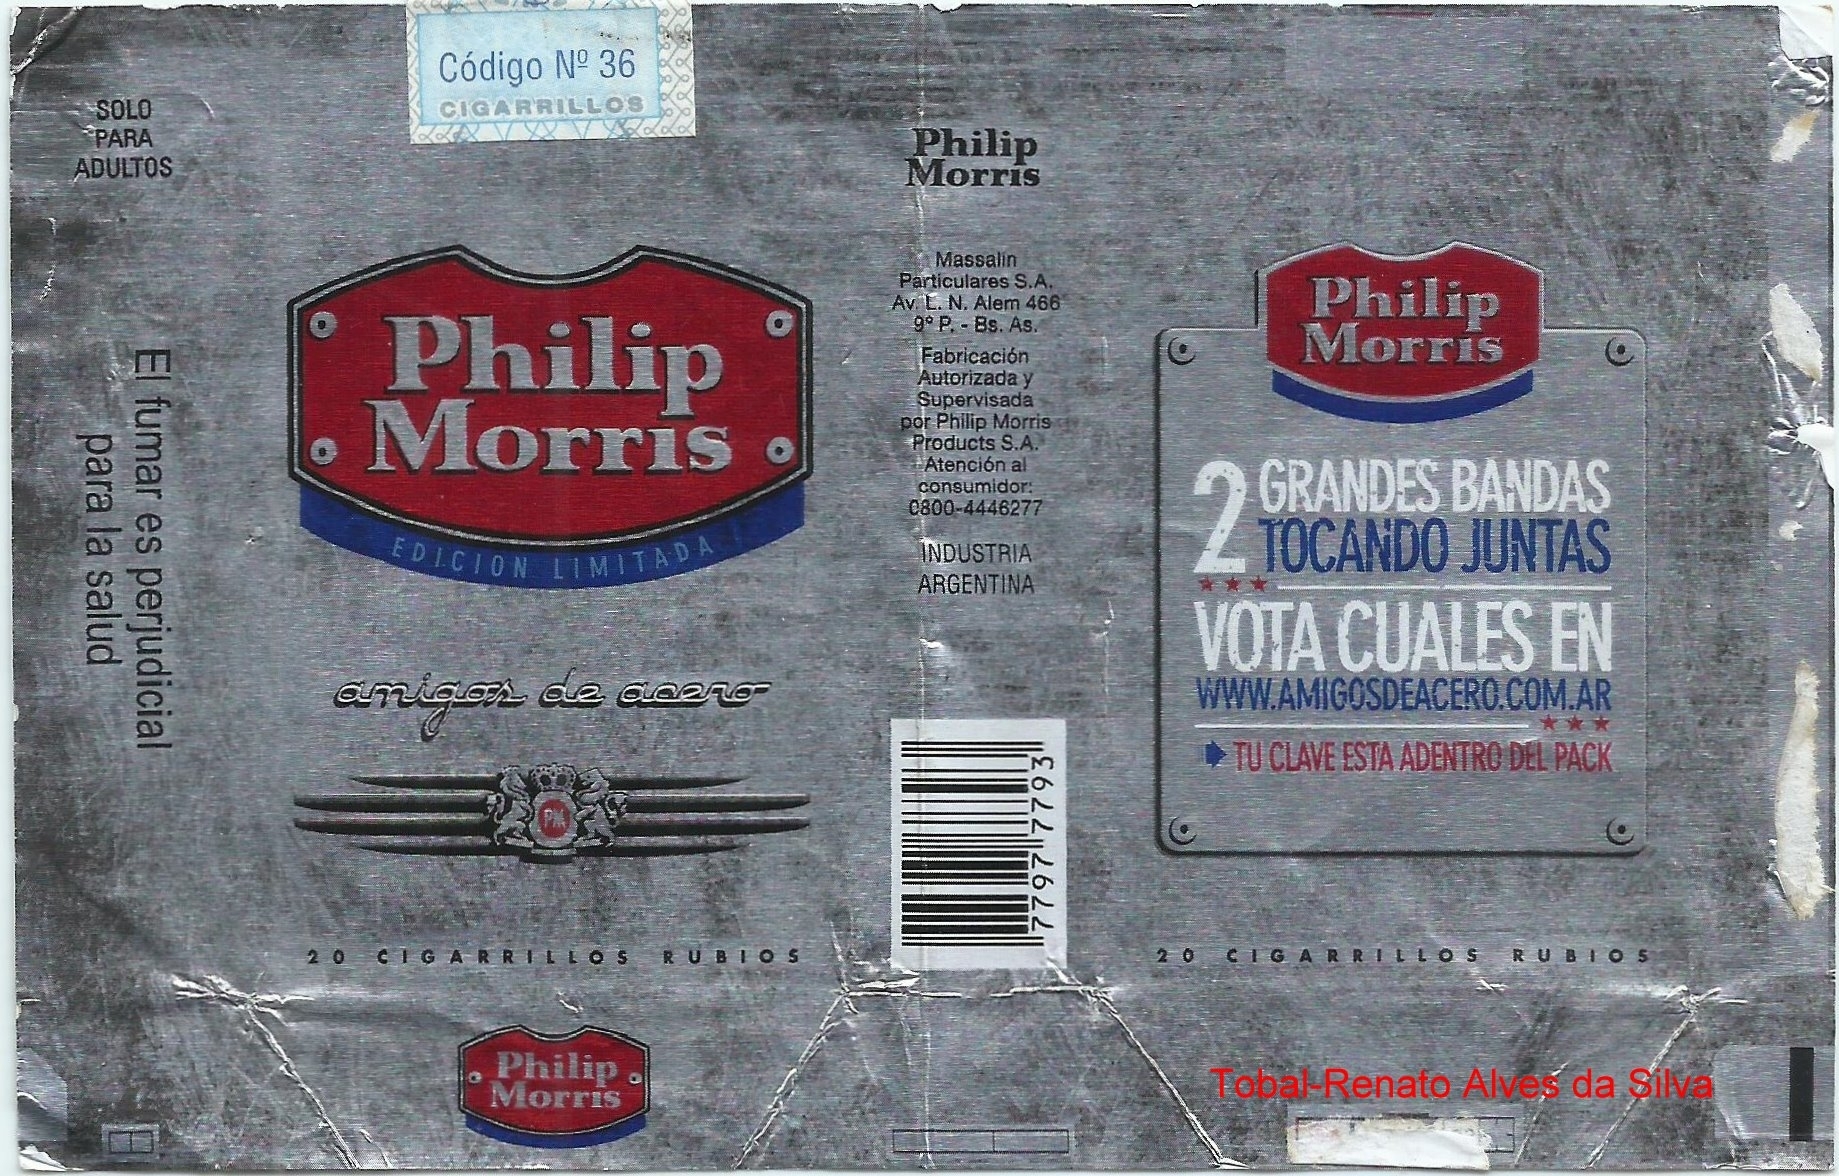 Código Nº 36
CIGARRILLOS
SOLO
PARA
ADULTOS
El fumar es perjudicial
para la salud
Philip
Morris
EDICION LIMITADA
amigos de acero
PM
20 CIGARRILLOS RUBIOS
Philip
Morris
Philip
Morris
Massalin
Particulares S.A.
Av. L. N. Alem 466
9º P. - Bs. As.
Fabricación
Autorizada y
Supervisada
por Philip Morris
Products S.A.
Atención al
consumidor:
0800-4446277
INDUSTRIA
ARGENTINA
77977793
Philip
Morris
2 GRANDES BANDAS
TOCANDO JUNTAS
VOTA CUALES EN
WWW.AMIGOSDEACERO.COM.AR
TU CLAVE ESTA ADENTRO DEL PACK
20 CIGARRILLOS RUBIOS
Tobal-Renato Alves da Silva